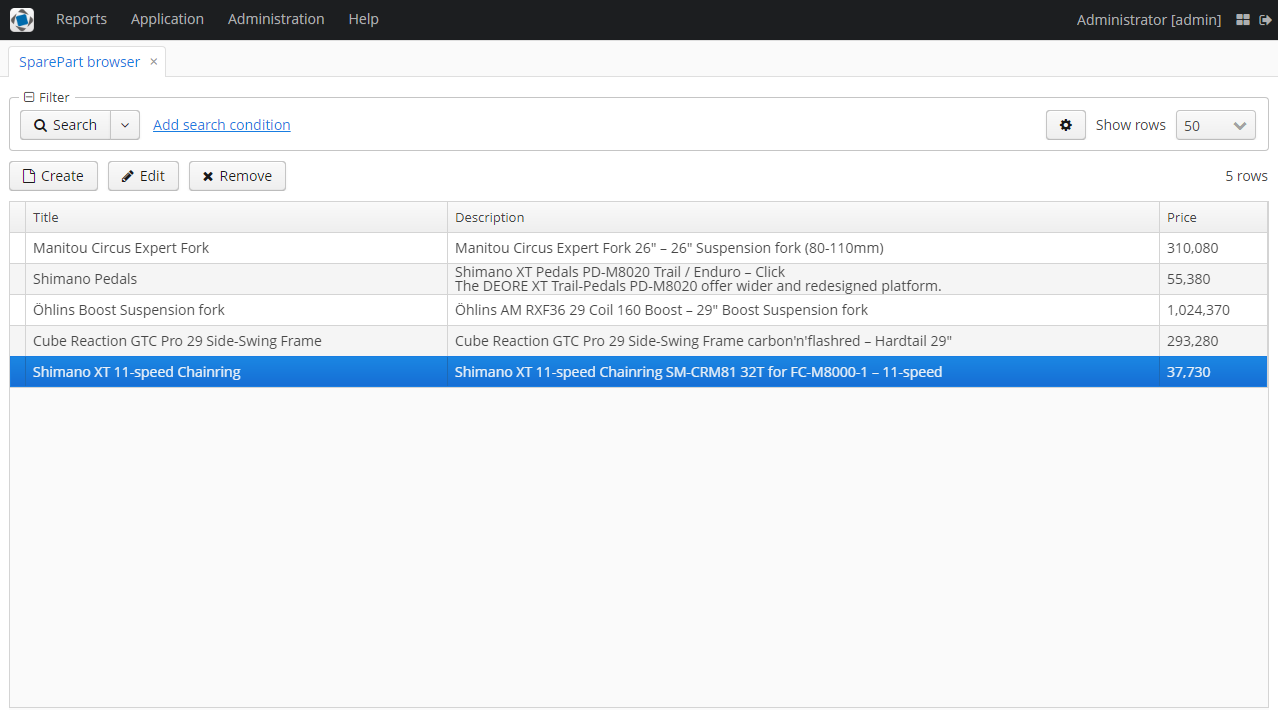 Reports Application Administration Help Administrator [admin]
SparePart browser ×
Filter
Search Add search condition Show rows 50
Create Edit Remove 5 rows
Title Description Price
Manitou Circus Expert Fork Manitou Circus Expert Fork 26" – 26" Suspension fork (80-110mm) 310,080
Shimano Pedals Shimano XT Pedals PD-M8020 Trail / Enduro – Click 55,380
The DEORE XT Trail-Pedals PD-M8020 offer wider and redesigned platform.
Öhlins Boost Suspension fork Öhlins AM RXF36 29 Coil 160 Boost – 29" Boost Suspension fork 1,024,370
Cube Reaction GTC Pro 29 Side-Swing Frame Cube Reaction GTC Pro 29 Side-Swing Frame carbon'n'flashred – Hardtail 29" 293,280
Shimano XT 11-speed Chainring Shimano XT 11-speed Chainring SM-CRM81 32T for FC-M8000-1 – 11-speed 37,730